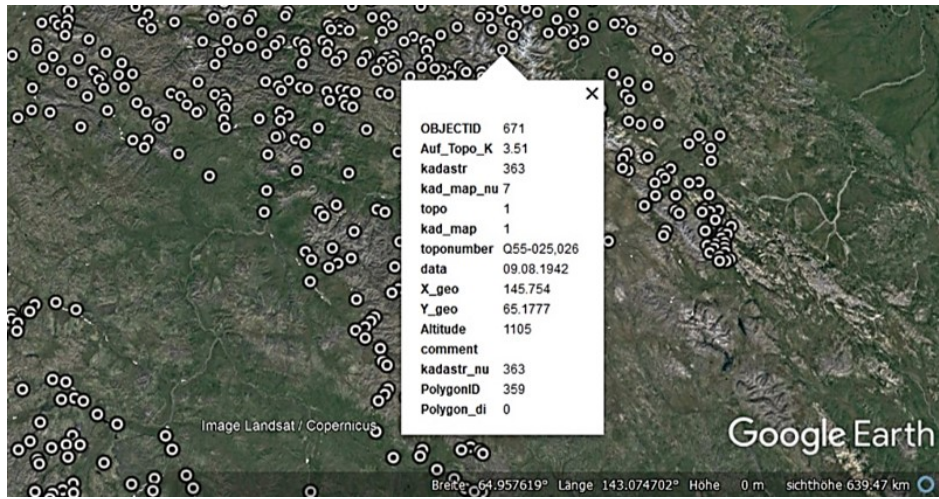 ×
OBJECTID 671
Auf_Topo_K 3.51
kadastr 363
kad_map_nu 7
topo 1
kad_map 1
toponumber Q55-025,026
data 09.08.1942
X_geo 145.754
Y_geo 65.1777
Altitude 1105
comment
kadastr_nu 363
PolygonID 359
Polygon_di 0
Image Landsat / Copernicus
Google Earth
Breite 64.957619° Länge 143.074702° Höhe 0 m sichthöhe 639.47 km